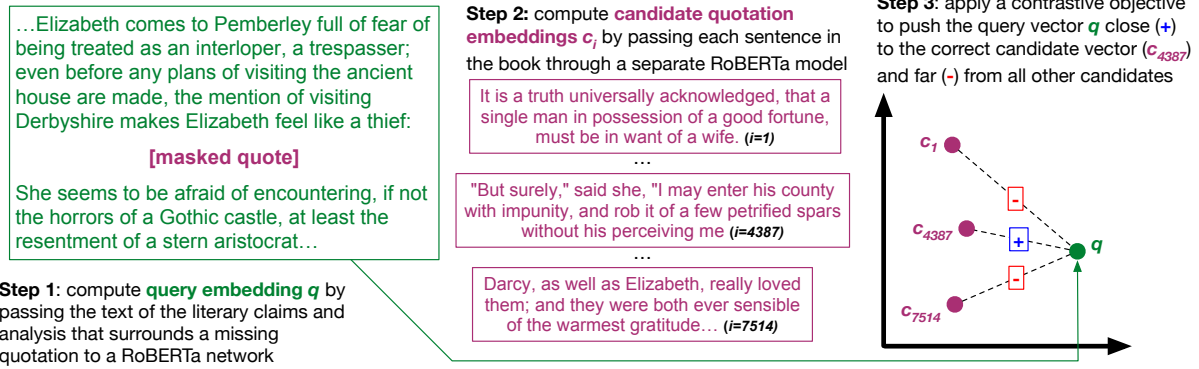 …Elizabeth comes to Pemberley full of fear of
being treated as an interloper, a trespasser;
even before any plans of visiting the ancient
house are made, the mention of visiting
Derbyshire makes Elizabeth feel like a thief:
[masked quote]
She seems to be afraid of encountering, if not
the horrors of a Gothic castle, at least the
resentment of a stern aristocrat…
Step 1: compute query embedding q by
passing the text of the literary claims and
analysis that surrounds a missing
quotation to a RoBERTa network
Step 2: compute candidate quotation
embeddings ci by passing each sentence in
the book through a separate RoBERTa model
It is a truth universally acknowledged, that a
single man in possession of a good fortune,
must be in want of a wife. (i=1)
…
"But surely," said she, "I may enter his county
with impunity, and rob it of a few petrified spars
without his perceiving me (i=4387)
…
Darcy, as well as Elizabeth, really loved
them; and they were both ever sensible
of the warmest gratitude… (i=7514)
Step 3: apply a contrastive objective
to push the query vector q close (+)
to the correct candidate vector (c4387)
and far (-) from all other candidates
c1
-
c4387
+
q
-
c7514